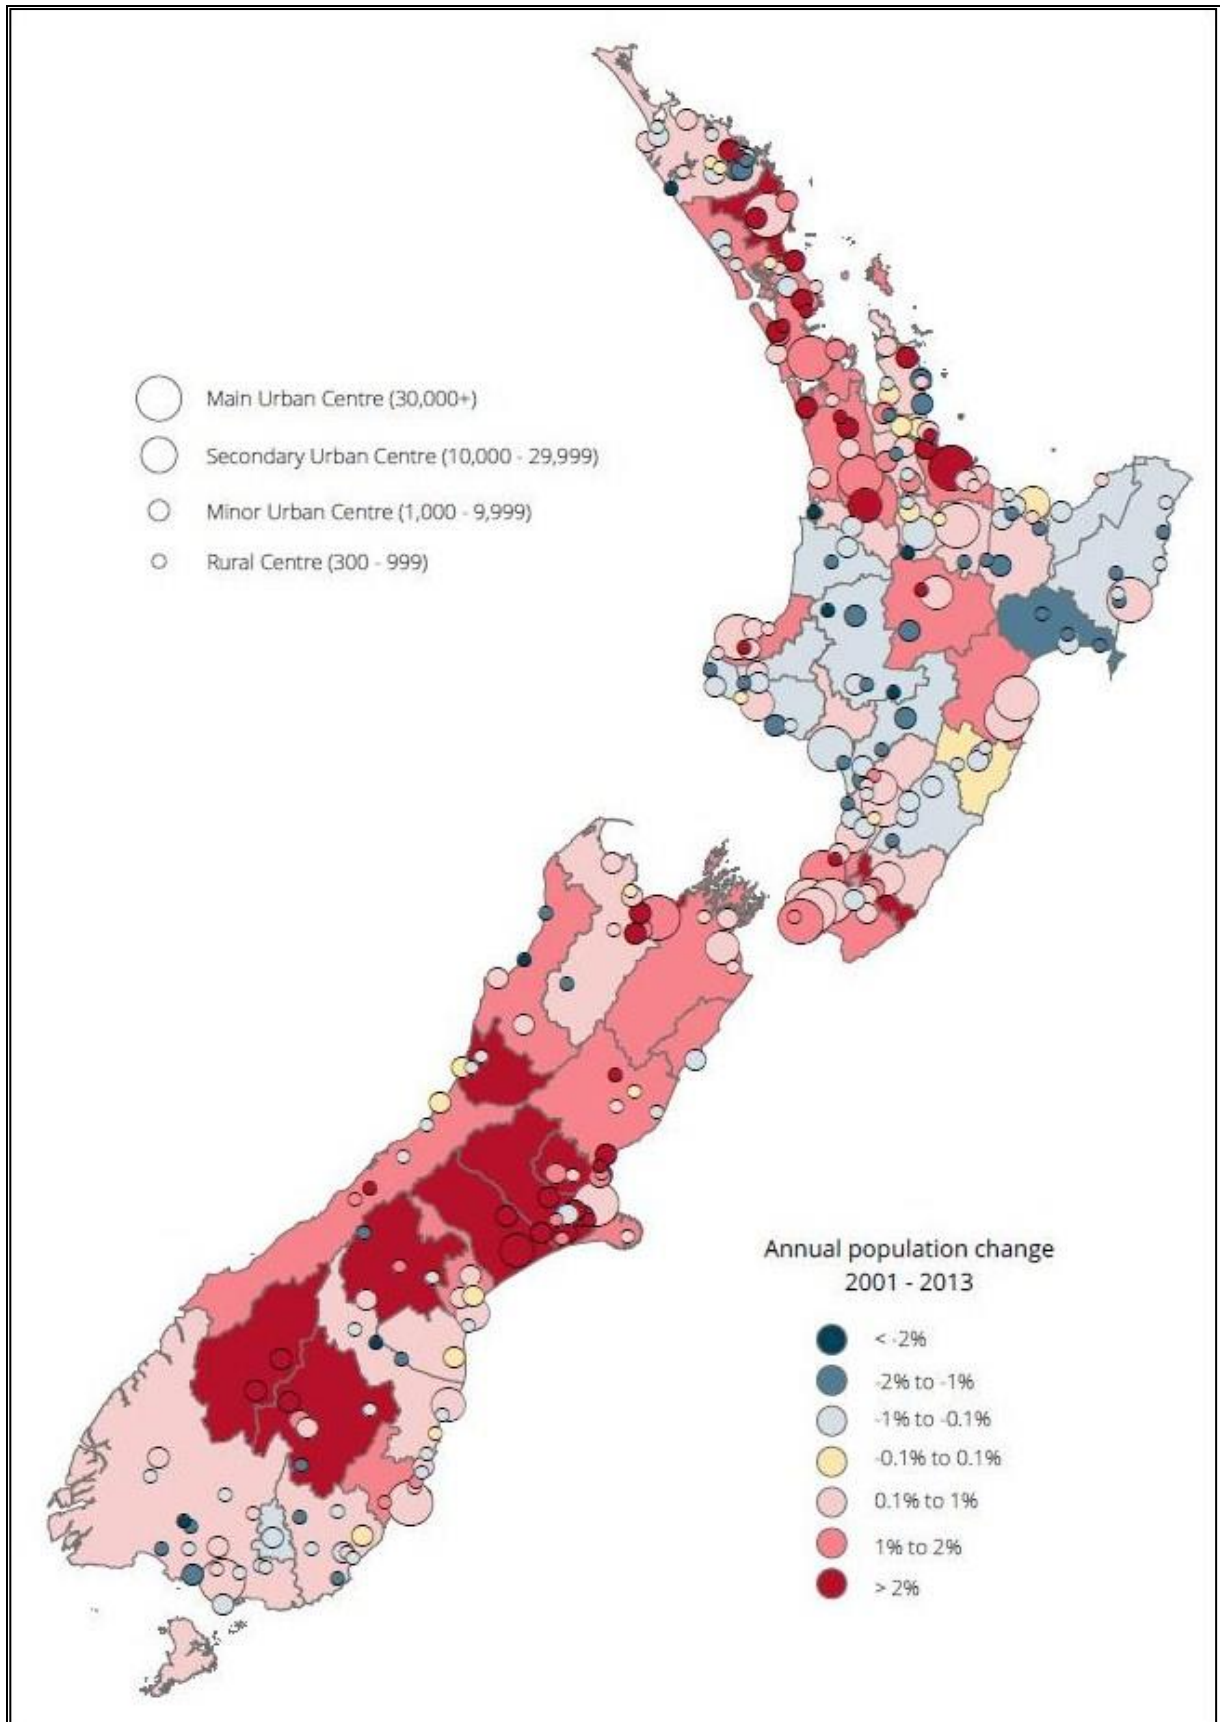 Main Urban Centre (30,000+)
Secondary Urban Centre (10,000 - 29,999)
Minor Urban Centre (1,000 - 9,999)
Rural Centre (300 - 999)
Annual population change
2001 - 2013
< -2%
-2% to -1%
-1% to -0.1%
-0.1% to 0.1%
0.1% to 1%
1% to 2%
> 2%